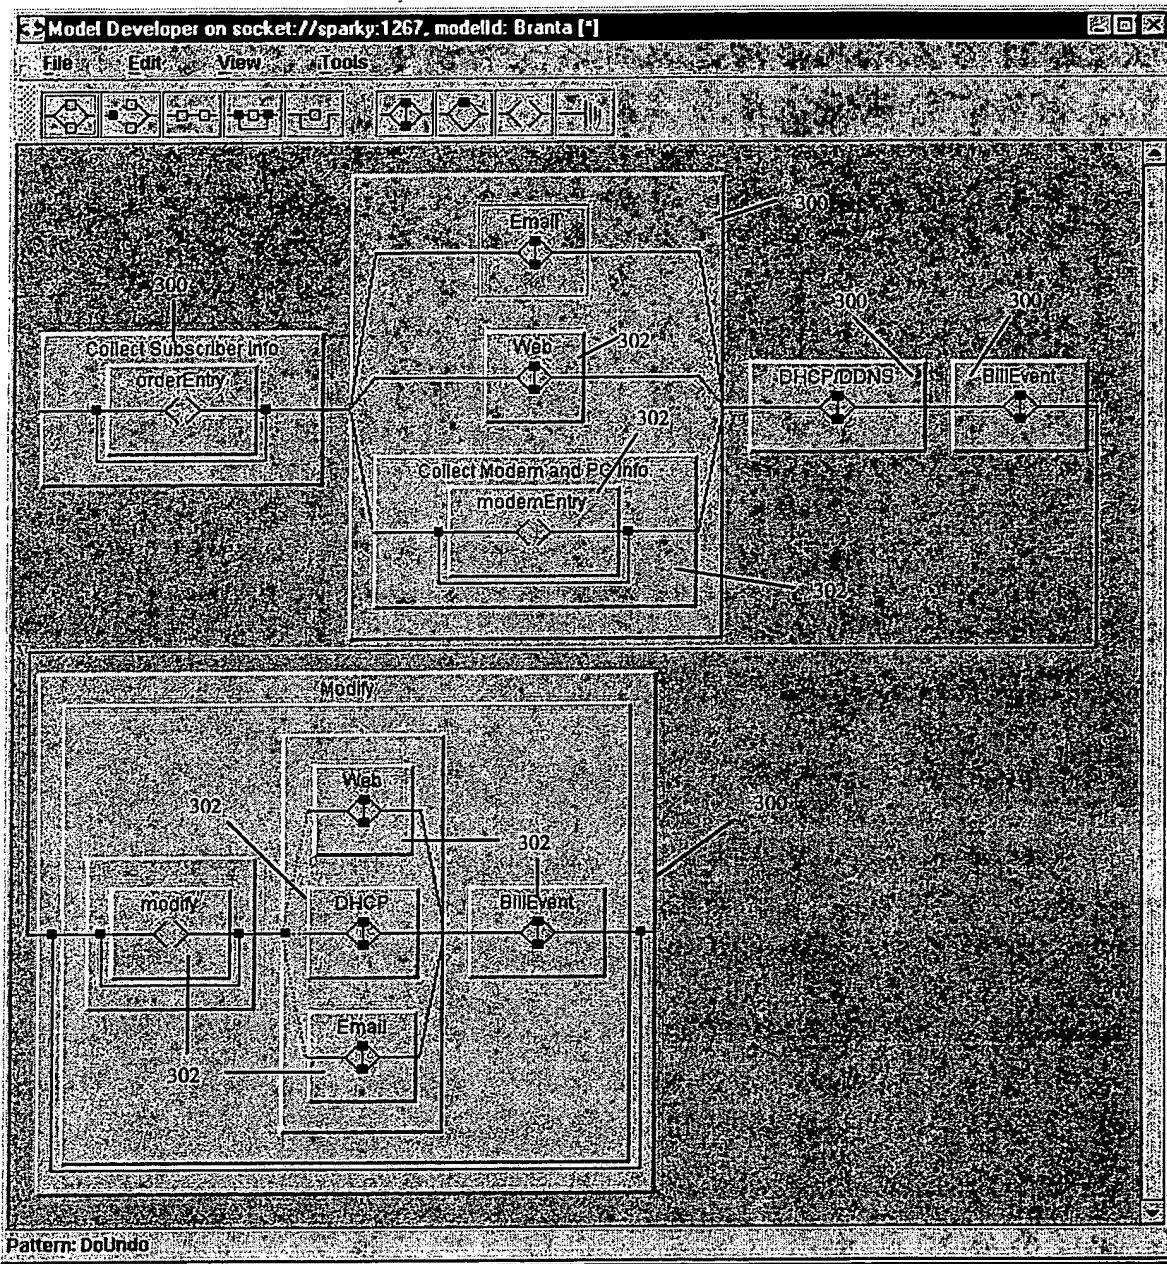 Model Developer on socket://sparky:1267, modelId: Branta [*]
File Edit View Tools
300
Email
300
300
300
Collect Subscriber Info
orderEntry
Web
302
DHCP/DDNS
BillEvent
302
Collect Modem and PC Info
modemEntry
302
Modify
Web
302
300
302
modify
DHCP
BillEvent
Email
302
Pattern: DoUndo